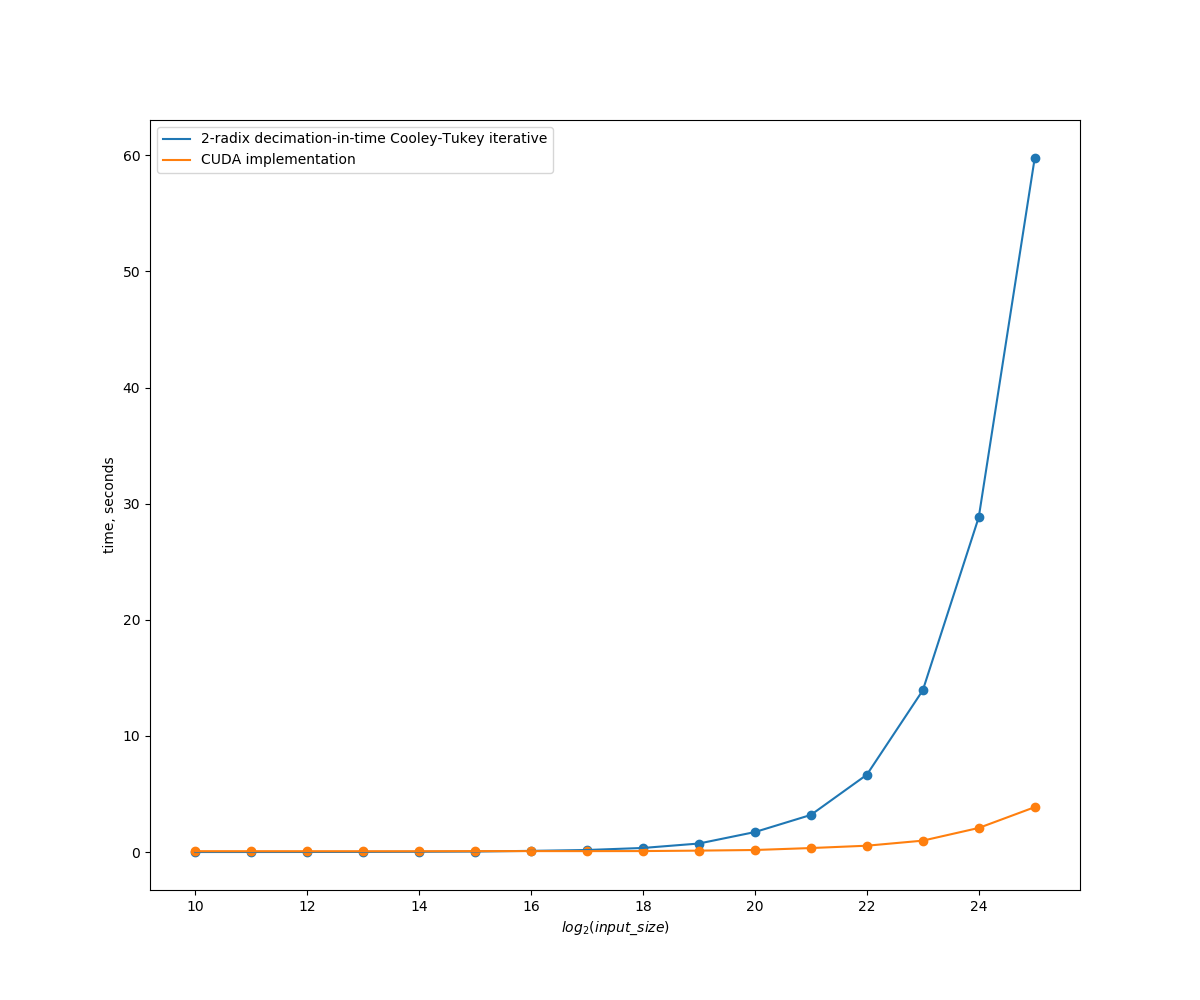 2-radix decimation-in-time Cooley-Tukey iterative
CUDA implementation
60
50
40
30
20
10
0
time, seconds
10 12 14 16 18 20 22 24
log₂(input_size)